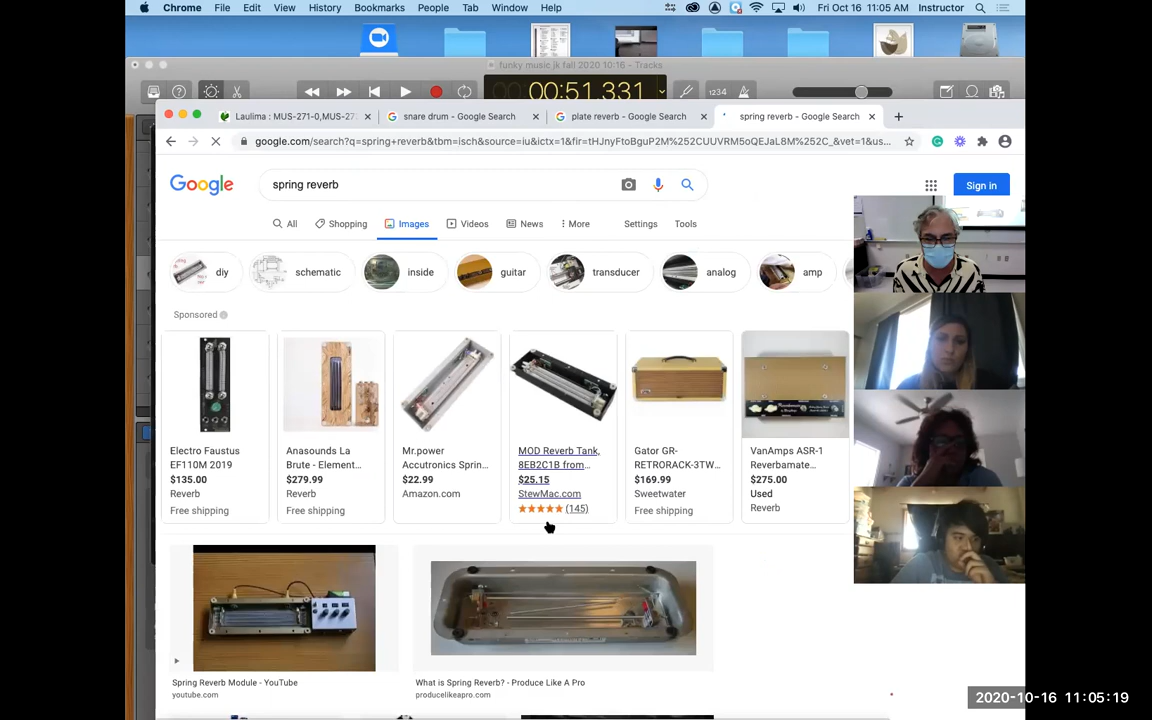 Chrome File Edit View History Bookmarks People Tab Window Help Fri Oct 16 11:05 AM Instructor
funky music jk fall 2020 10:16 - Tracks
00:51.331
1234
Laulima : MUS-271-0,MUS-27 snare drum - Google Search plate reverb - Google Search spring reverb - Google Search
google.com/search?q=spring+reverb&tbm=isch&source=iu&ictx=1&fir=tHJnyFtoBguP2M%252CUUVRM5oQEJaL8M%252C_&vet=1&us...
Google spring reverb Sign in
All Shopping Images Videos News More Settings Tools
diy schematic inside guitar transducer analog amp
Sponsored
Electro Faustus
EF110M 2019
$135.00
Reverb
Free shipping
Anasounds La
Brute - Element...
$279.99
Reverb
Free shipping
Mr.power
Accutronics Sprin...
$22.99
Amazon.com
MOD Reverb Tank,
8EB2C1B from...
$25.15
StewMac.com
★★★★★ (145)
Gator GR-
RETRORACK-3TW...
$169.99
Sweetwater
Free shipping
VanAmps ASR-1
Reverbamate...
$275.00
Used
Reverb
Spring Reverb Module - YouTube
youtube.com
What is Spring Reverb? - Produce Like A Pro
producelikeapro.com
2020-10-16 11:05:19